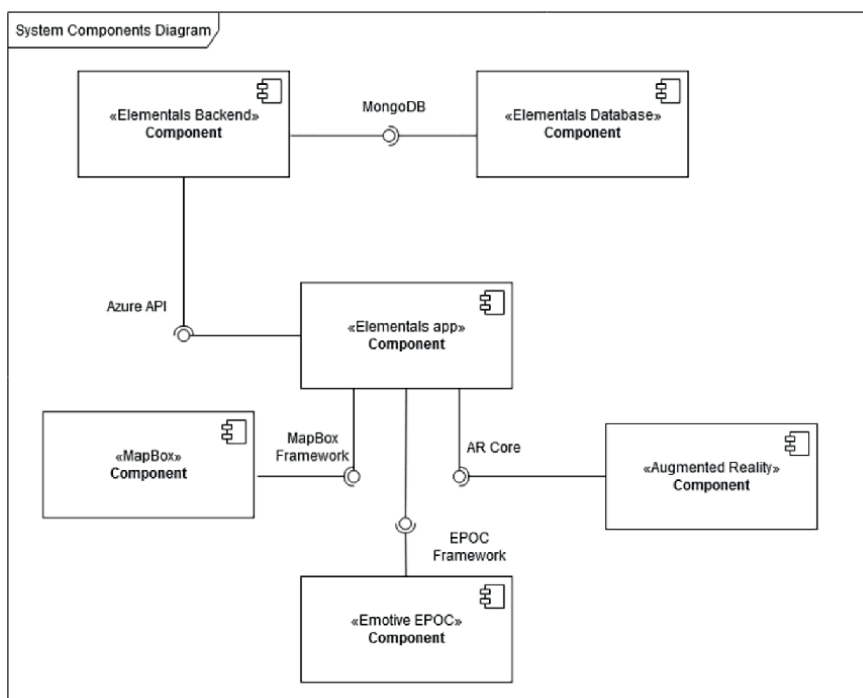 System Components Diagram
«Elementals Backend»
Component
MongoDB
«Elementals Database»
Component
Azure API
«Elementals app»
Component
«MapBox»
Component
MapBox
Framework
AR Core
«Augmented Reality»
Component
EPOC
Framework
«Emotive EPOC»
Component